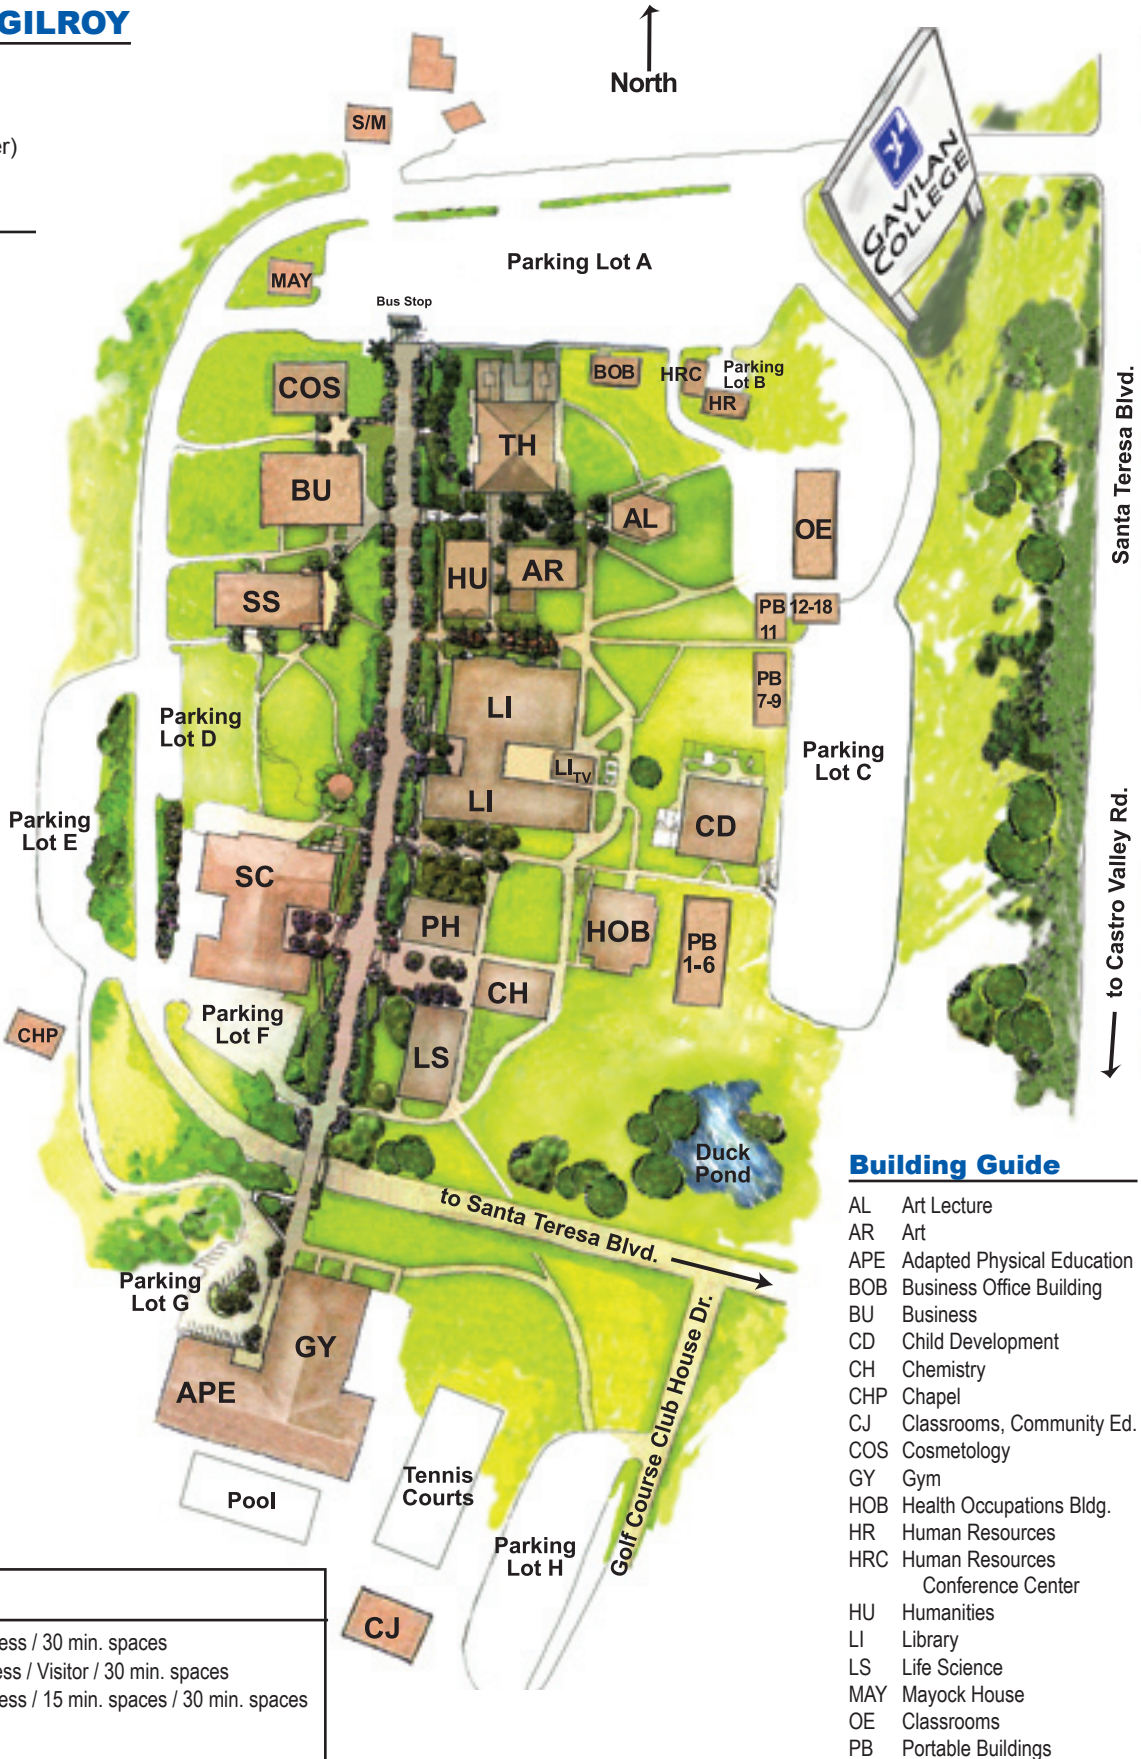 GILROY
North
er)
S/M
GAVILAN
COLLEGE
Parking Lot A
MAY
Bus Stop
COS
BOB
HRC
Parking
Lot B
HR
TH
BU
AL
OE
Santa Teresa Blvd.
HU
AR
SS
PB
11
12-18
PB
7-9
LI
Parking
Lot D
Parking
Lot C
LI TV
LI
CD
Parking
Lot E
to Castro Valley Rd.
SC
PH
HOB
PB
1-6
CH
Parking
Lot F
CHP
LS
Duck
Pond
to Santa Teresa Blvd.
Parking
Lot G
Golf Course Club House Dr.
GY
APE
Pool
Tennis
Courts
Parking
Lot H
CJ
Building Guide
AL Art Lecture
AR Art
APE Adapted Physical Education
BOB Business Office Building
BU Business
CD Child Development
CH Chemistry
CHP Chapel
CJ Classrooms, Community Ed.
COS Cosmetology
GY Gym
HOB Health Occupations Bldg.
HR Human Resources
HRC Human Resources
Conference Center
HU Humanities
LI Library
LS Life Science
MAY Mayock House
OE Classrooms
PB Portable Buildings
ess / 30 min. spaces
ess / Visitor / 30 min. spaces
ess / 15 min. spaces / 30 min. spaces